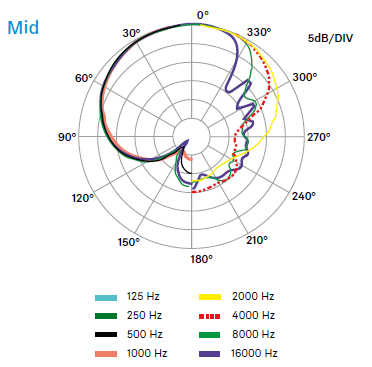 Mid
0°
30°
330°
5dB/DIV
60°
300°
90°
270°
120°
240°
150°
210°
180°
125 Hz
2000 Hz
250 Hz
4000 Hz
500 Hz
8000 Hz
1000 Hz
16000 Hz